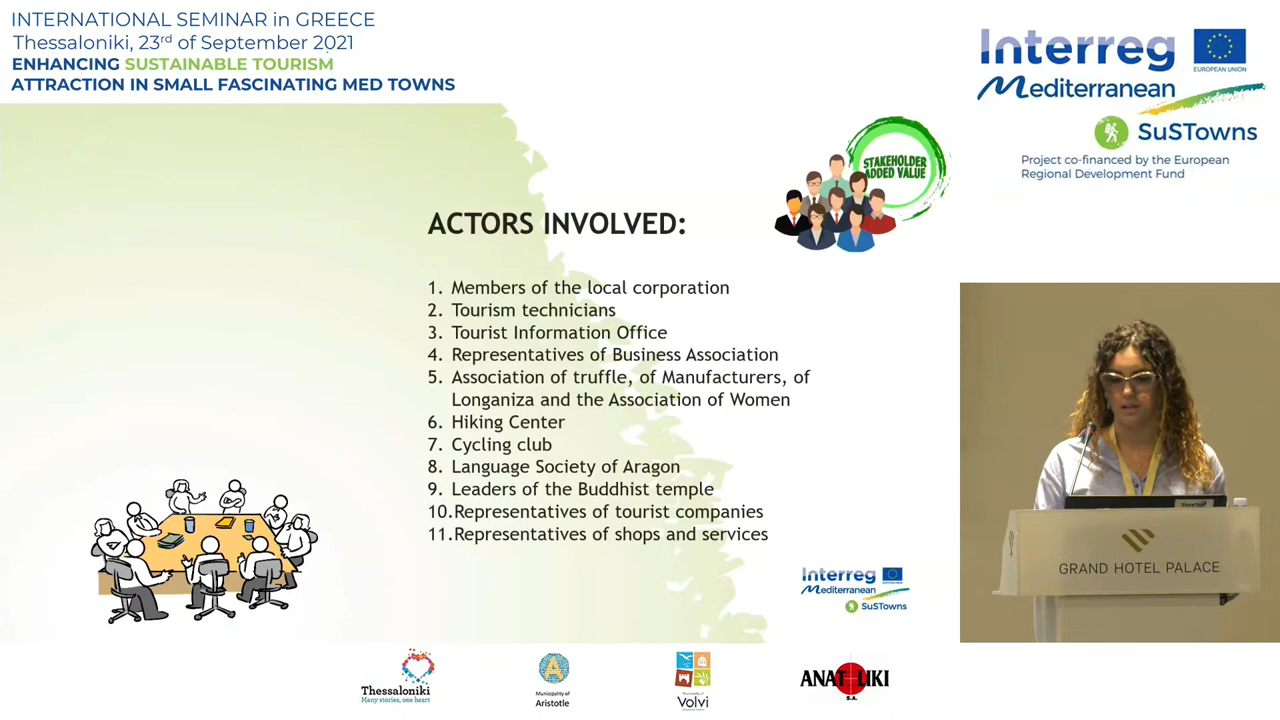 INTERNATIONAL SEMINAR in GREECE
Thessaloniki, 23rd of September 2021
ENHANCING SUSTAINABLE TOURISM
ATTRACTION IN SMALL FASCINATING MED TOWNS
Interreg
EUROPEAN UNION
Mediterranean
SuSTowns
Project co-financed by the European
Regional Development Fund
STAKEHOLDER
ADDED VALUE
ACTORS INVOLVED:
1. Members of the local corporation
2. Tourism technicians
3. Tourist Information Office
4. Representatives of Business Association
5. Association of truffle, of Manufacturers, of
Longaniza and the Association of Women
6. Hiking Center
7. Cycling club
8. Language Society of Aragon
9. Leaders of the Buddhist temple
10.Representatives of tourist companies
11.Representatives of shops and services
Interreg
Mediterranean
SuSTowns
GRAND HOTEL PALACE
Thessaloniki
Many stories, one heart
Municipality of
Aristotle
Municipality of
Volvi
ANATOLIKI
S.A.